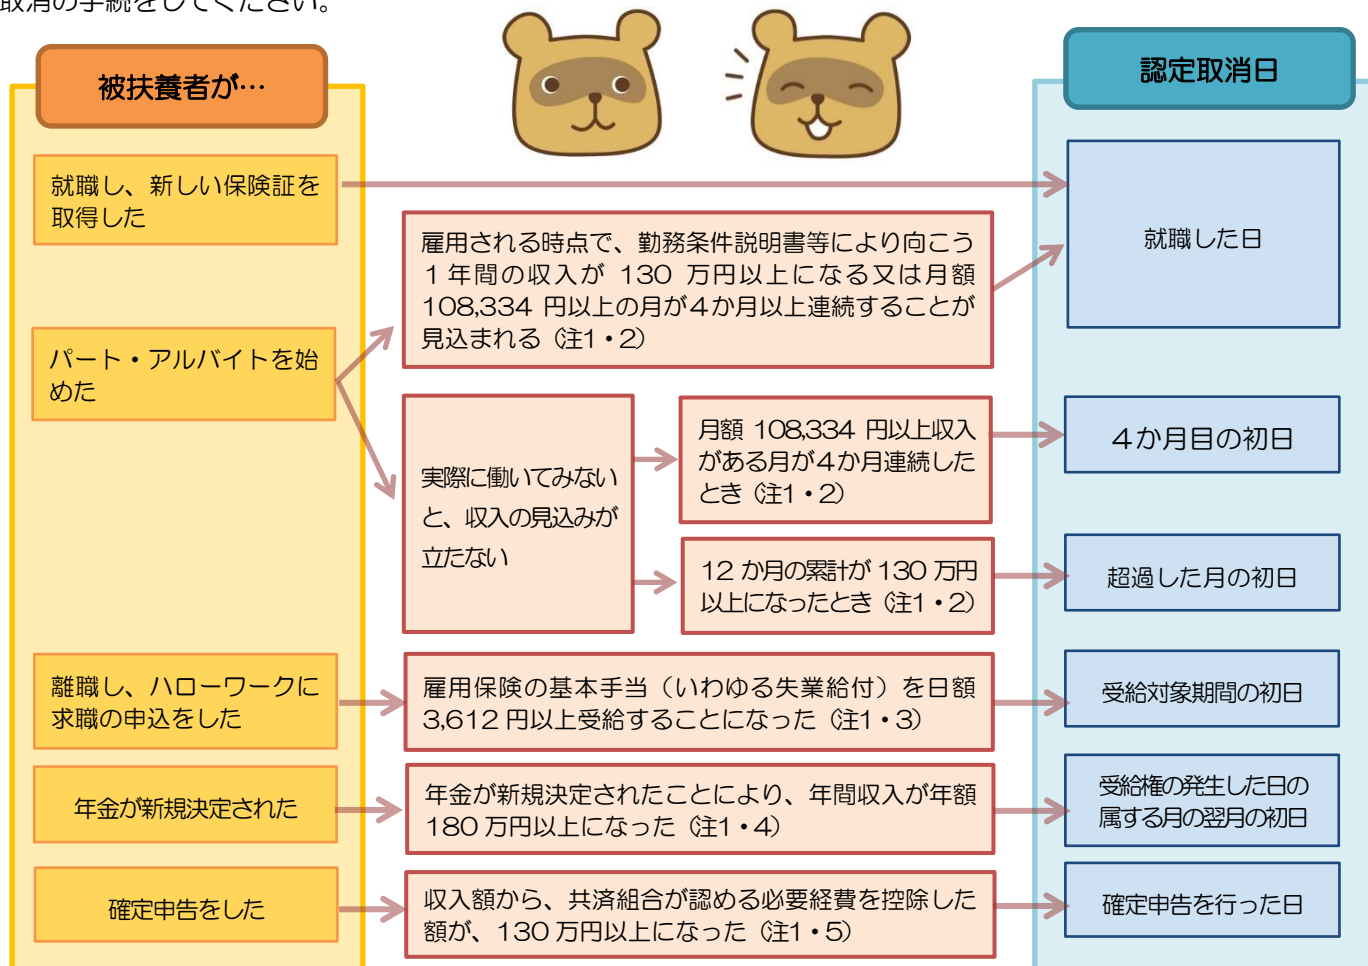 取消の手続をしてください。
被扶養者が…
認定取消日
就職し、新しい保険証を
取得した
就職した日
雇用される時点で、勤務条件説明書等により向こう
１年間の収入が 130 万円以上になる又は月額
108,334 円以上の月が４か月以上連続することが
見込まれる（注1・2）
パート・アルバイトを始
めた
実際に働いてみない
と、収入の見込みが
立たない
月額 108,334 円以上収入
がある月が４か月連続した
とき（注1・2）
４か月目の初日
12 か月の累計が 130 万円
以上になったとき（注1・2）
超過した月の初日
離職し、ハローワークに
求職の申込をした
雇用保険の基本手当（いわゆる失業給付）を日額
3,612 円以上受給することになった（注1・3）
受給対象期間の初日
年金が新規決定された
年金が新規決定されたことにより、年間収入が年額
180 万円以上になった（注1・4）
受給権の発生した日の
属する月の翌月の初日
確定申告をした
収入額から、共済組合が認める必要経費を控除した
額が、130 万円以上になった（注1・5）
確定申告を行った日